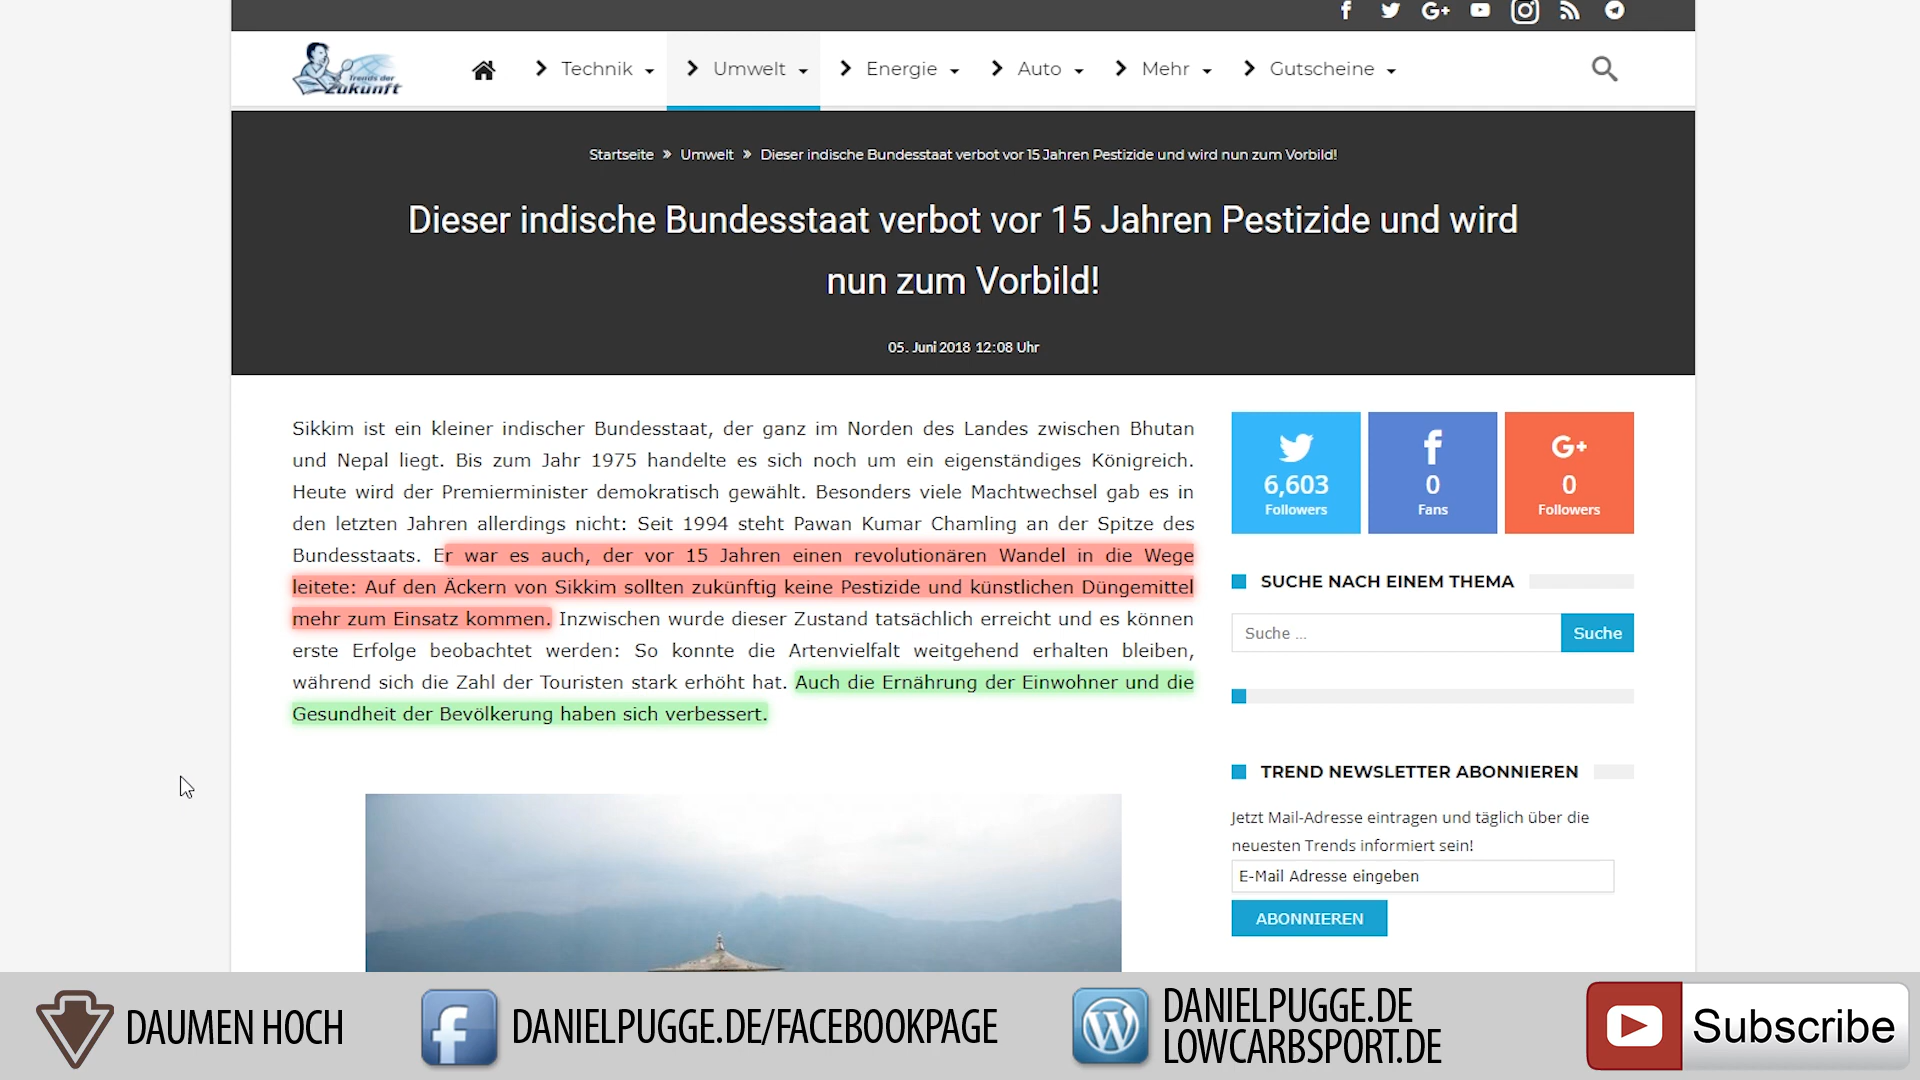 Trends der
Zukunft
Technik
Umwelt
Energie
Auto
Mehr
Gutscheine
Startseite » Umwelt » Dieser indische Bundesstaat verbot vor 15 Jahren Pestizide und wird nun zum Vorbild!
Dieser indische Bundesstaat verbot vor 15 Jahren Pestizide und wird
nun zum Vorbild!
05. Juni 2018 12:08 Uhr
Sikkim ist ein kleiner indischer Bundesstaat, der ganz im Norden des Landes zwischen Bhutan
und Nepal liegt. Bis zum Jahr 1975 handelte es sich noch um ein eigenständiges Königreich.
Heute wird der Premierminister demokratisch gewählt. Besonders viele Machtwechsel gab es in
den letzten Jahren allerdings nicht: Seit 1994 steht Pawan Kumar Chamling an der Spitze des
Bundesstaats. Er war es auch, der vor 15 Jahren einen revolutionären Wandel in die Wege
leitete: Auf den Äckern von Sikkim sollten zukünftig keine Pestizide und künstlichen Düngemittel
mehr zum Einsatz kommen. Inzwischen wurde dieser Zustand tatsächlich erreicht und es können
erste Erfolge beobachtet werden: So konnte die Artenvielfalt weitgehend erhalten bleiben,
während sich die Zahl der Touristen stark erhöht hat. Auch die Ernährung der Einwohner und die
Gesundheit der Bevölkerung haben sich verbessert.
6,603
Followers
0
Fans
G+
0
Followers
SUCHE NACH EINEM THEMA
Suche ...
Suche
TREND NEWSLETTER ABONNIEREN
Jetzt Mail-Adresse eintragen und täglich über die
neuesten Trends informiert sein!
E-Mail Adresse eingeben
ABONNIEREN
DAUMEN HOCH
DANIELPUGGE.DE/FACEBOOKPAGE
DANIELPUGGE.DE
LOWCARBSPORT.DE
Subscribe